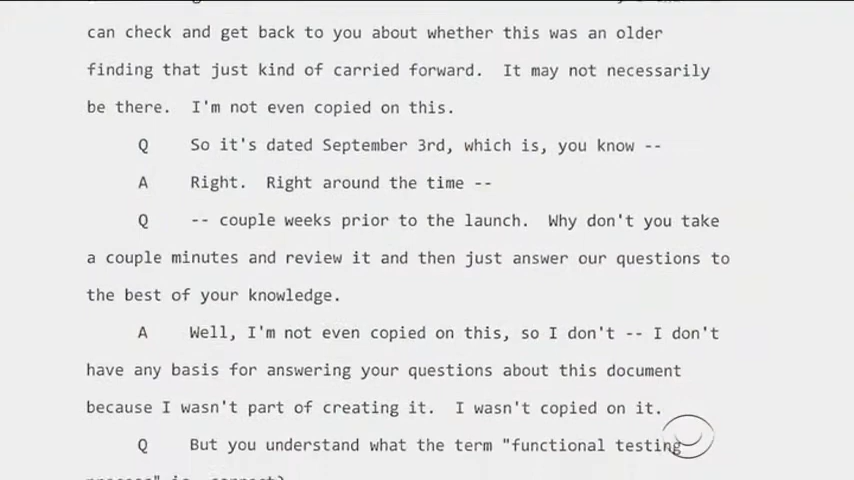 can check and get back to you about whether this was an older
finding that just kind of carried forward.  It may not necessarily
be there.  I'm not even copied on this.
Q So it's dated September 3rd, which is, you know --
A Right.  Right around the time --
Q -- couple weeks prior to the launch.  Why don't you take
a couple minutes and review it and then just answer our questions to
the best of your knowledge.
A Well, I'm not even copied on this, so I don't -- I don't
have any basis for answering your questions about this document
because I wasn't part of creating it.  I wasn't copied on it.
Q But you understand what the term "functional testing